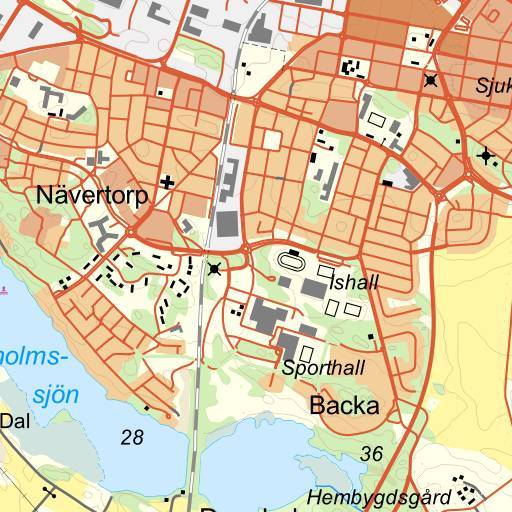 Sjuk
Nävertorp
Ishall
holms-
sjön
Sporthall
Dal
Backa
28
36
Hembygdsgård